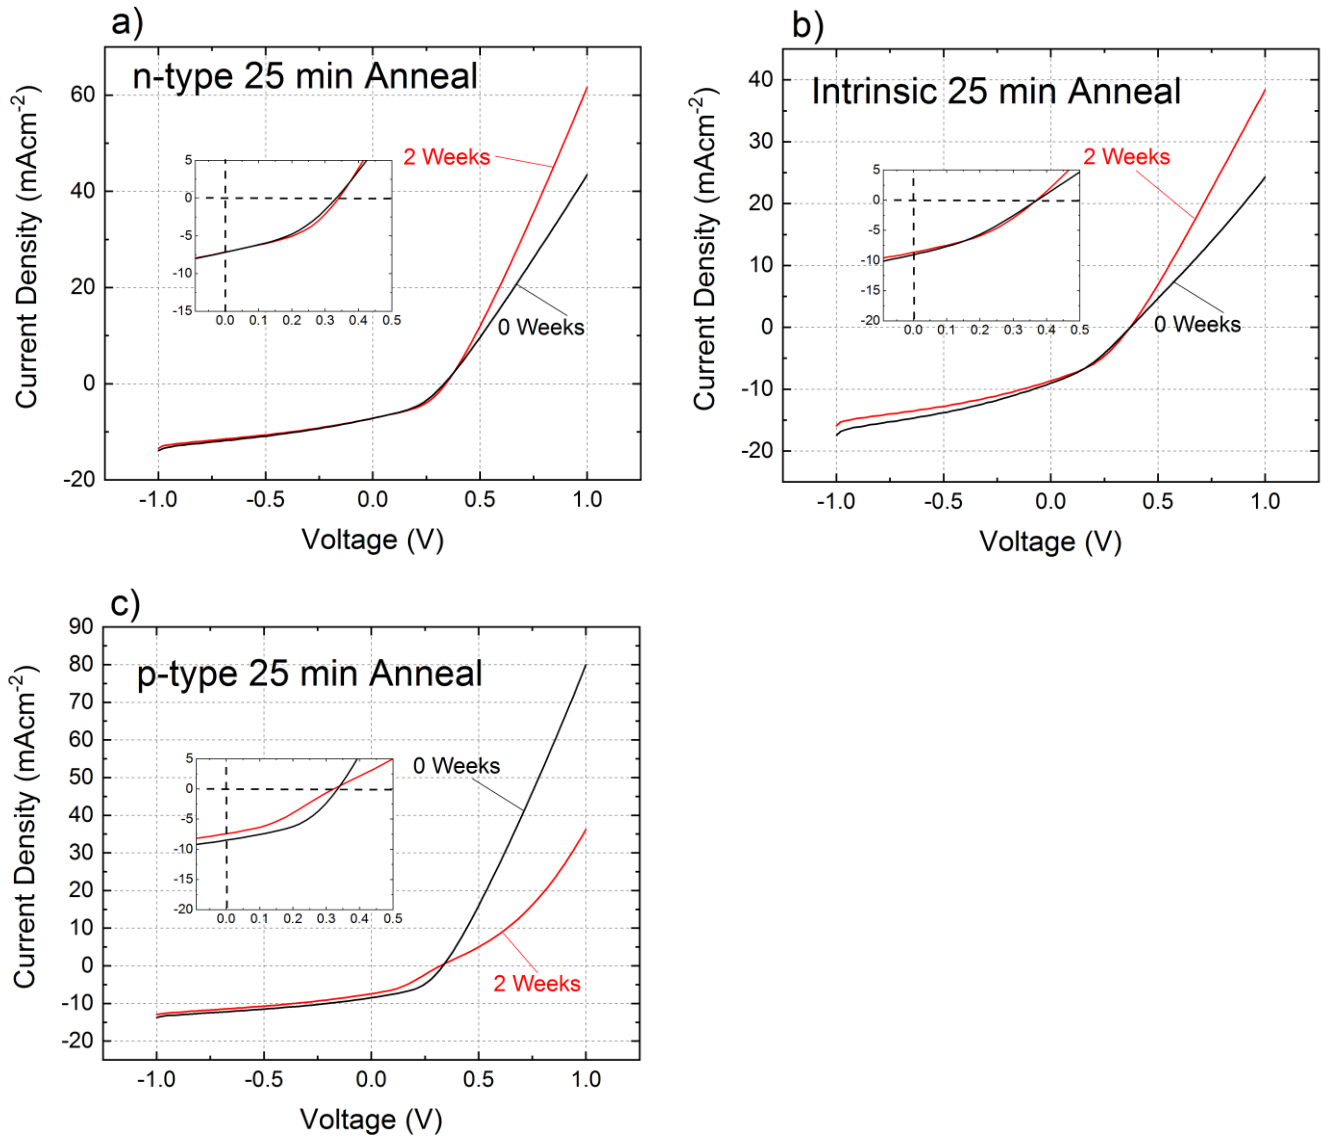 a)
n-type 25 min Anneal
Current Density (mAcm-2)
60
40
20
0
-20
-1.0 -0.5 0.0 0.5 1.0
Voltage (V)
2 Weeks
0 Weeks
5
0
-5
-10
-15
0.0 0.1 0.2 0.3 0.4 0.5
b)
Intrinsic 25 min Anneal
Current Density (mAcm-2)
40
30
20
10
0
-10
-20
-1.0 -0.5 0.0 0.5 1.0
Voltage (V)
2 Weeks
0 Weeks
5
0
-5
-10
-15
-20
0.0 0.1 0.2 0.3 0.4 0.5
c)
p-type 25 min Anneal
Current Density (mAcm-2)
90
80
70
60
50
40
30
20
10
0
-10
-20
-1.0 -0.5 0.0 0.5 1.0
Voltage (V)
0 Weeks
2 Weeks
5
0
-5
-10
-15
-20
0.0 0.1 0.2 0.3 0.4 0.5